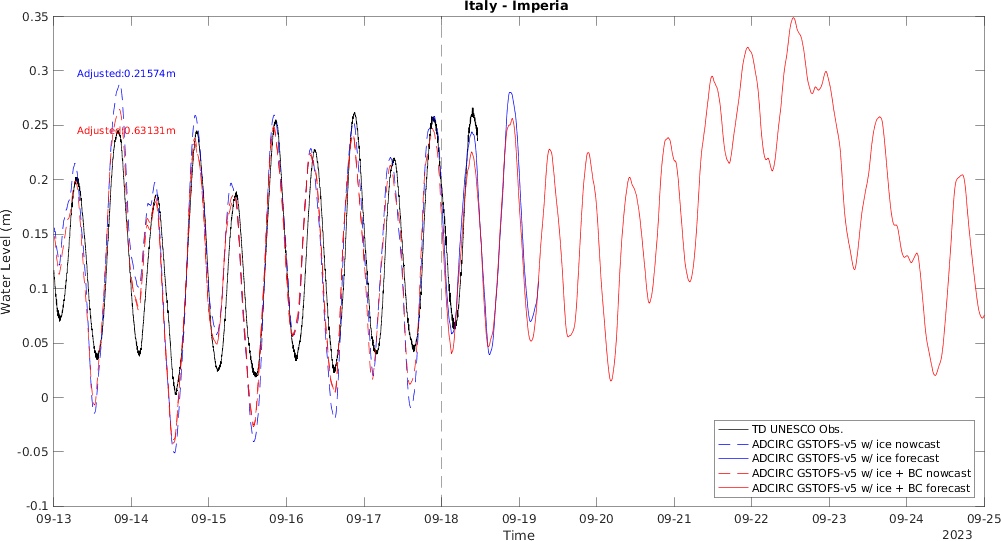 Italy - Imperia
Water Level (m)
0.35
0.3
0.25
0.2
0.15
0.1
0.05
0
-0.05
-0.1
Adjusted:0.21574m
Adjusted:0.63131m
TD UNESCO Obs.
ADCIRC GSTOFS-v5 w/ ice nowcast
ADCIRC GSTOFS-v5 w/ ice forecast
ADCIRC GSTOFS-v5 w/ ice + BC nowcast
ADCIRC GSTOFS-v5 w/ ice + BC forecast
09-13 09-14 09-15 09-16 09-17 09-18 09-19 09-20 09-21 09-22 09-23 09-24 09-25
Time
2023